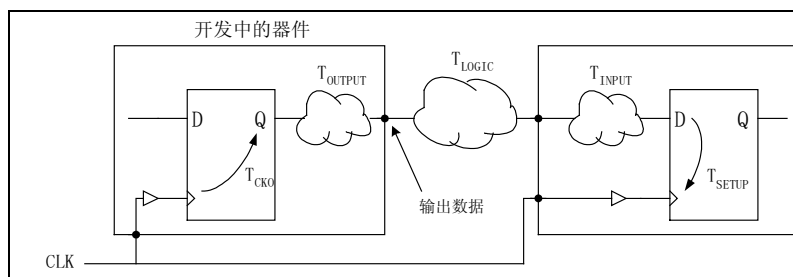 开发中的器件
T_OUTPUT
T_LOGIC
T_INPUT
D Q
D Q
T_CKO
T_SETUP
输出数据
CLK